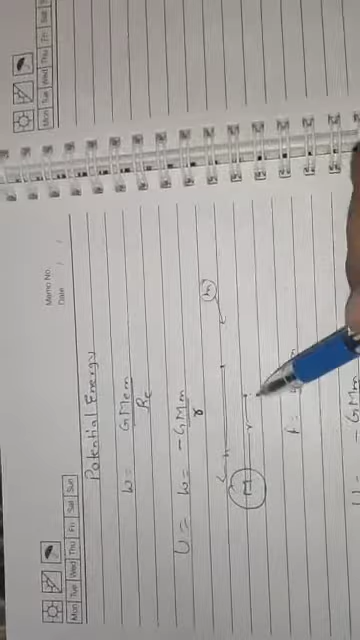 Mon Tue Wed Thu Fri Sat
Memo No.
Date / /
Mon Tue Wed Thu Fri Sat Sun
Potential Energy
W = GMem
Re
U = W = -GMm
r
m
r
M
r
- GMm